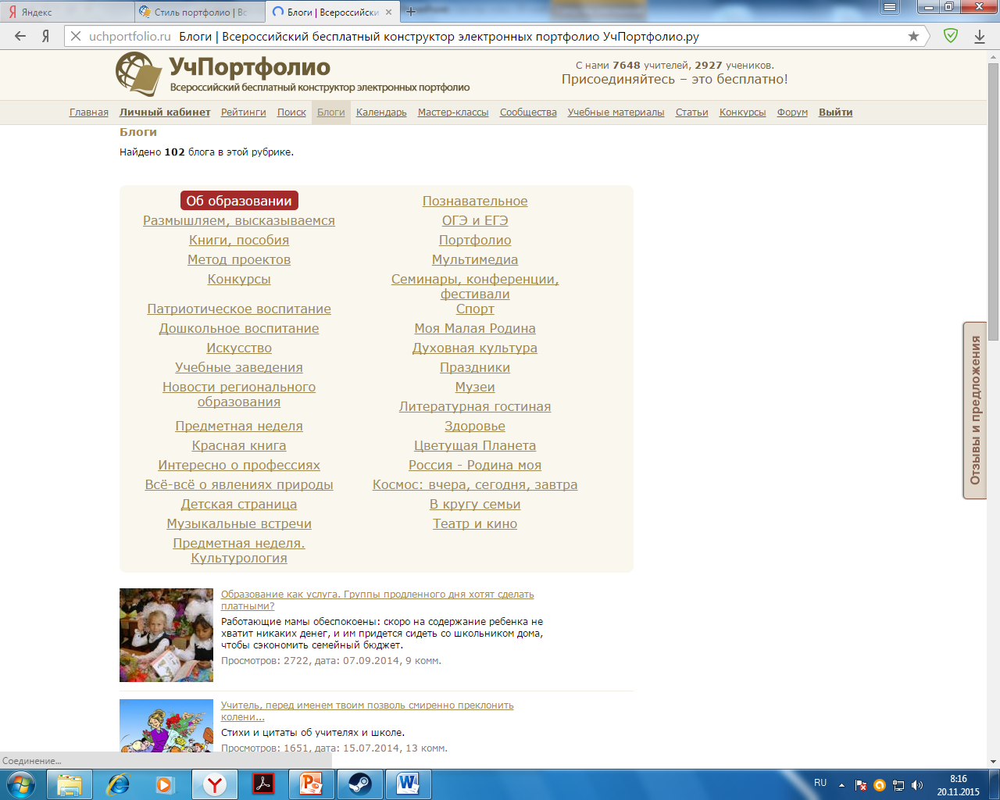 Яндекс
Стиль портфолио | Вс
Блоги | Всероссийски
uchportfolio.ru Блоги | Всероссийский бесплатный конструктор электронных портфолио УчПортфолио.ру
УчПортфолио
Всероссийский бесплатный конструктор электронных портфолио
С нами 7648 учителей, 2927 учеников.
Присоединяйтесь – это бесплатно!
Главная Личный кабинет Рейтинги Поиск Блоги Календарь Мастер-классы Сообщества Учебные материалы Статьи Конкурсы Форум Выйти
Блоги
Найдено 102 блога в этой рубрике.
Об образовании
Познавательное
Размышляем, высказываемся
ОГЭ и ЕГЭ
Книги, пособия
Портфолио
Метод проектов
Мультимедиа
Конкурсы
Семинары, конференции,
фестивали
Патриотическое воспитание
Спорт
Дошкольное воспитание
Моя Малая Родина
Искусство
Духовная культура
Учебные заведения
Праздники
Новости регионального
образования
Музеи
Литературная гостиная
Предметная неделя
Здоровье
Красная книга
Цветущая Планета
Интересно о профессиях
Россия - Родина моя
Всё-всё о явлениях природы
Космос: вчера, сегодня, завтра
Детская страница
В кругу семьи
Музыкальные встречи
Театр и кино
Предметная неделя.
Культурология
Отзывы и предложения
Образование как услуга. Группы продленного дня хотят сделать
платными?
Работающие мамы обеспокоены: скоро на содержание ребенка не
хватит никаких денег, и им придется сидеть со школьником дома,
чтобы сэкономить семейный бюджет.
Просмотров: 2722, дата: 07.09.2014, 9 комм.
Учитель, перед именем твоим позволь смиренно преклонить
колени...
Стихи и цитаты об учителях и школе.
Просмотров: 1651, дата: 15.07.2014, 13 комм.
Соединение...
RU
8:16
20.11.2015